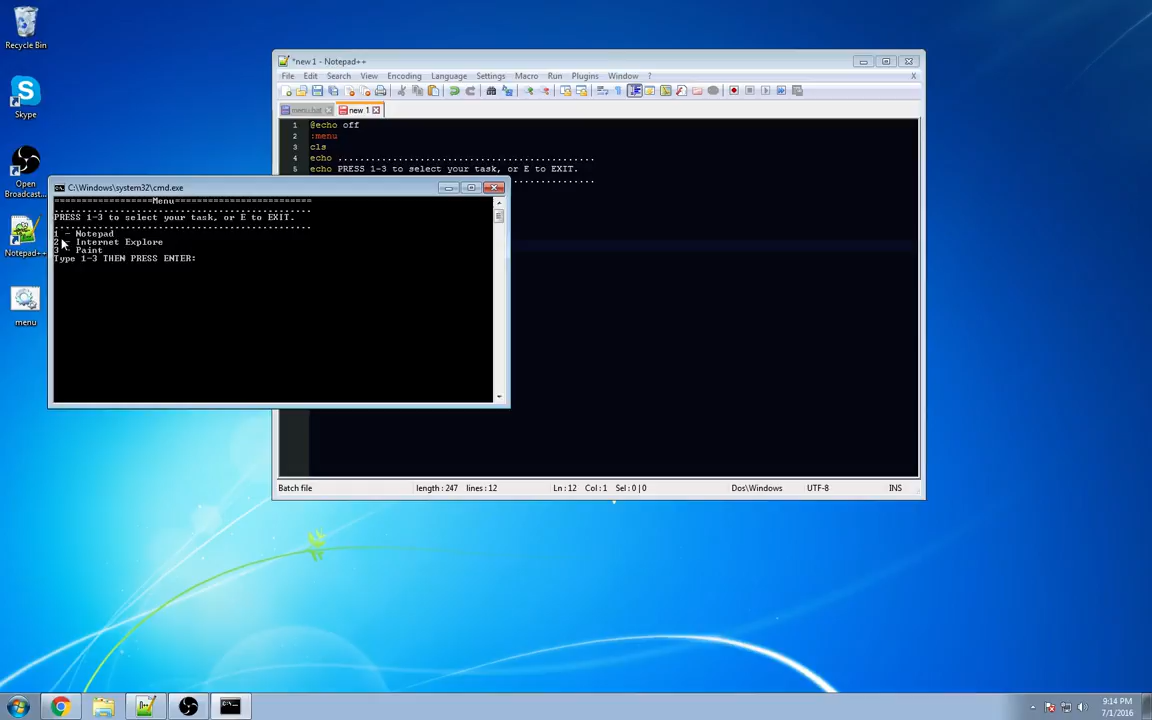 Recycle Bin
Skype
Open
Broadcast...
Notepad++
menu
*new 1 - Notepad++
File Edit Search View Encoding Language Settings Macro Run Plugins Window ?
X
menu.bat
new 1
1 @echo off
2 :menu
3 cls
4 echo ..............................................
5 echo PRESS 1-3 to select your task, or E to EXIT.
..............
C:\Windows\system32\cmd.exe
==================Menu=========================
...............................................
PRESS 1-3 to select your task, or E to EXIT.
...............................................
1 - Notepad
2 - Internet Explore
3 - Paint
Type 1-3 THEN PRESS ENTER:
Batch file
length : 247 lines : 12
Ln : 12 Col : 1 Sel : 0 | 0
Dos\Windows
UTF-8
INS
9:14 PM
7/1/2016